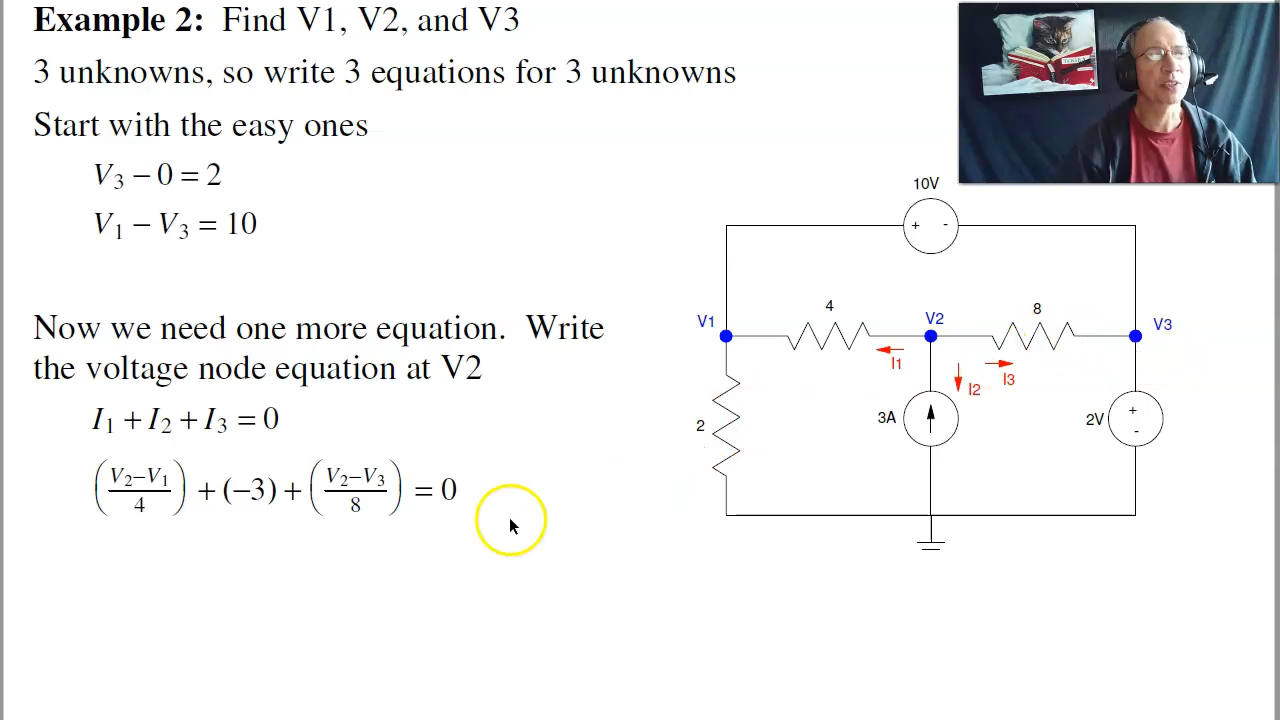 Example 2: Find V1, V2, and V3
3 unknowns, so write 3 equations for 3 unknowns
Start with the easy ones
V₃ − 0 = 2
V₁ − V₃ = 10
Now we need one more equation. Write
the voltage node equation at V2
I₁ + I₂ + I₃ = 0
((V₂−V₁)/4) + (−3) + ((V₂−V₃)/8) = 0
10V
+ -
4
8
V1
V2
V3
I1
I2
I3
2
3A
2V
+
-